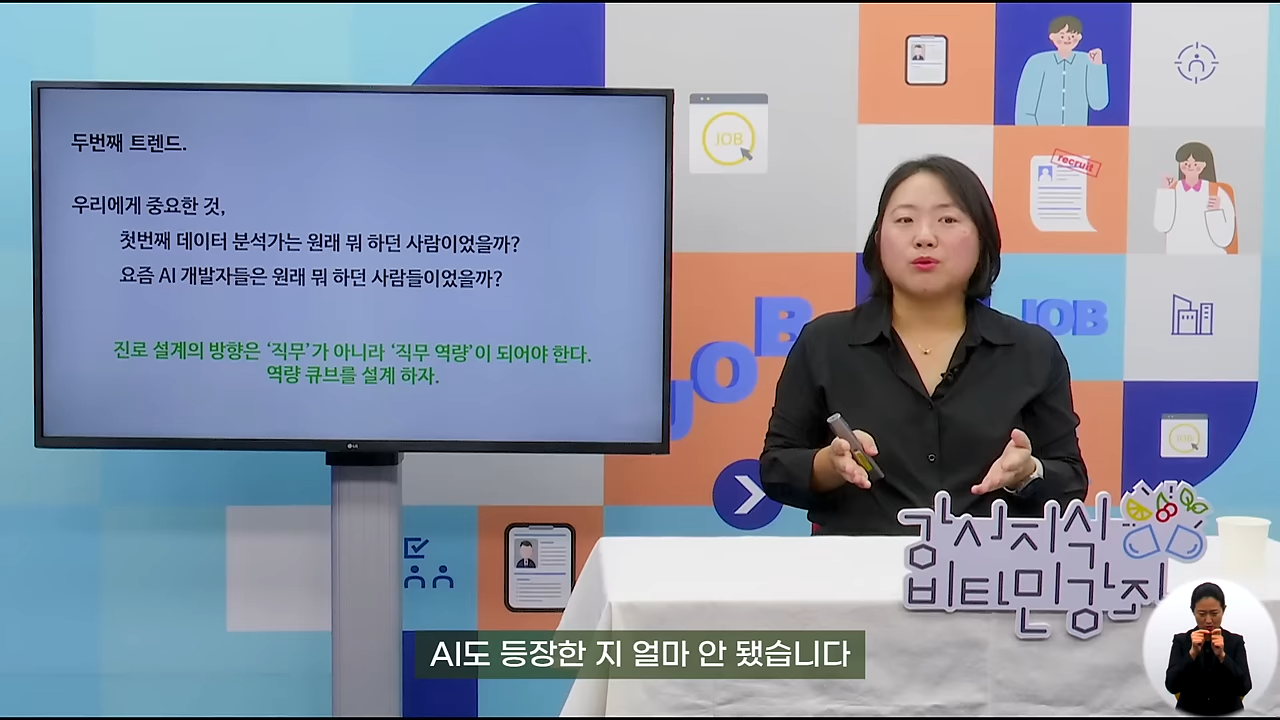 두번째 트렌드.
우리에게 중요한 것,
첫번째 데이터 분석가는 원래 뭐 하던 사람이었을까?
요즘 AI 개발자들은 원래 뭐 하던 사람들이었을까?
진로 설계의 방향은 ‘직무’가 아니라 ‘직무 역량’이 되어야 한다.
역량 큐브를 설계 하자.
LG
JOB
recruit
JOB
JOB
JOB
강서지식
비타민강좌
AI도 등장한 지 얼마 안 됐습니다